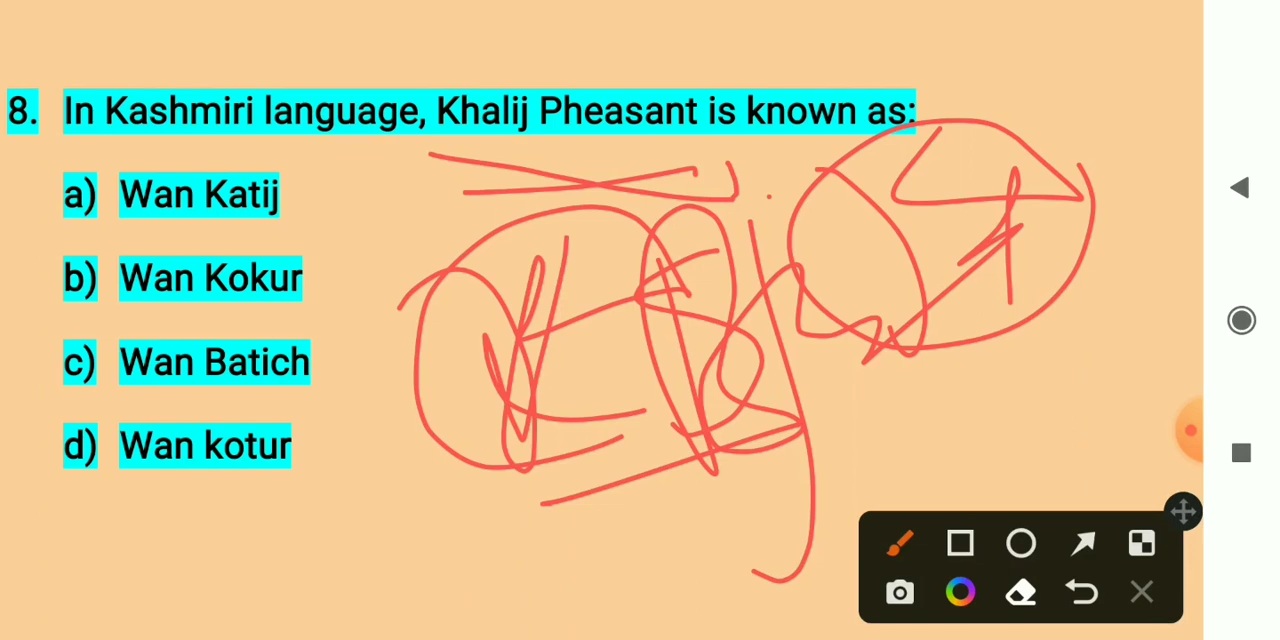 8. In Kashmiri language, Khalij Pheasant is known as:
a) Wan Katij
b) Wan Kokur
c) Wan Batich
d) Wan kotur